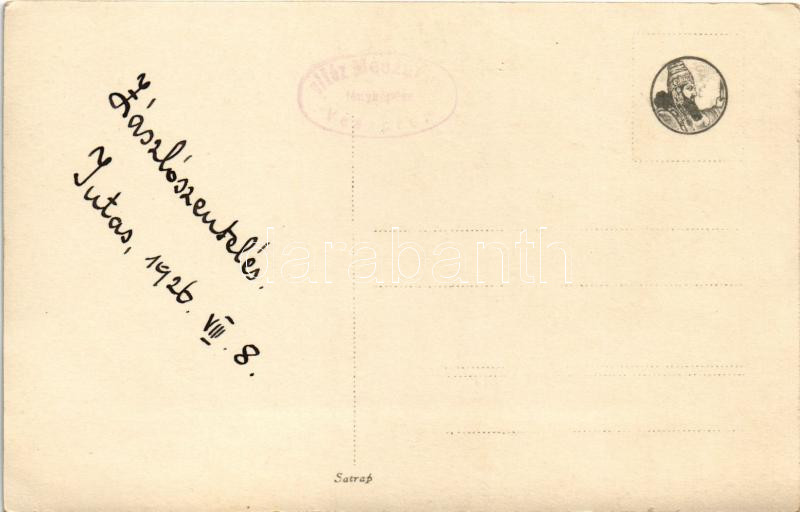 Zászlószentelés.
Jutas, 1926. VIII. 8.
fényképész
Satrap
darabanth